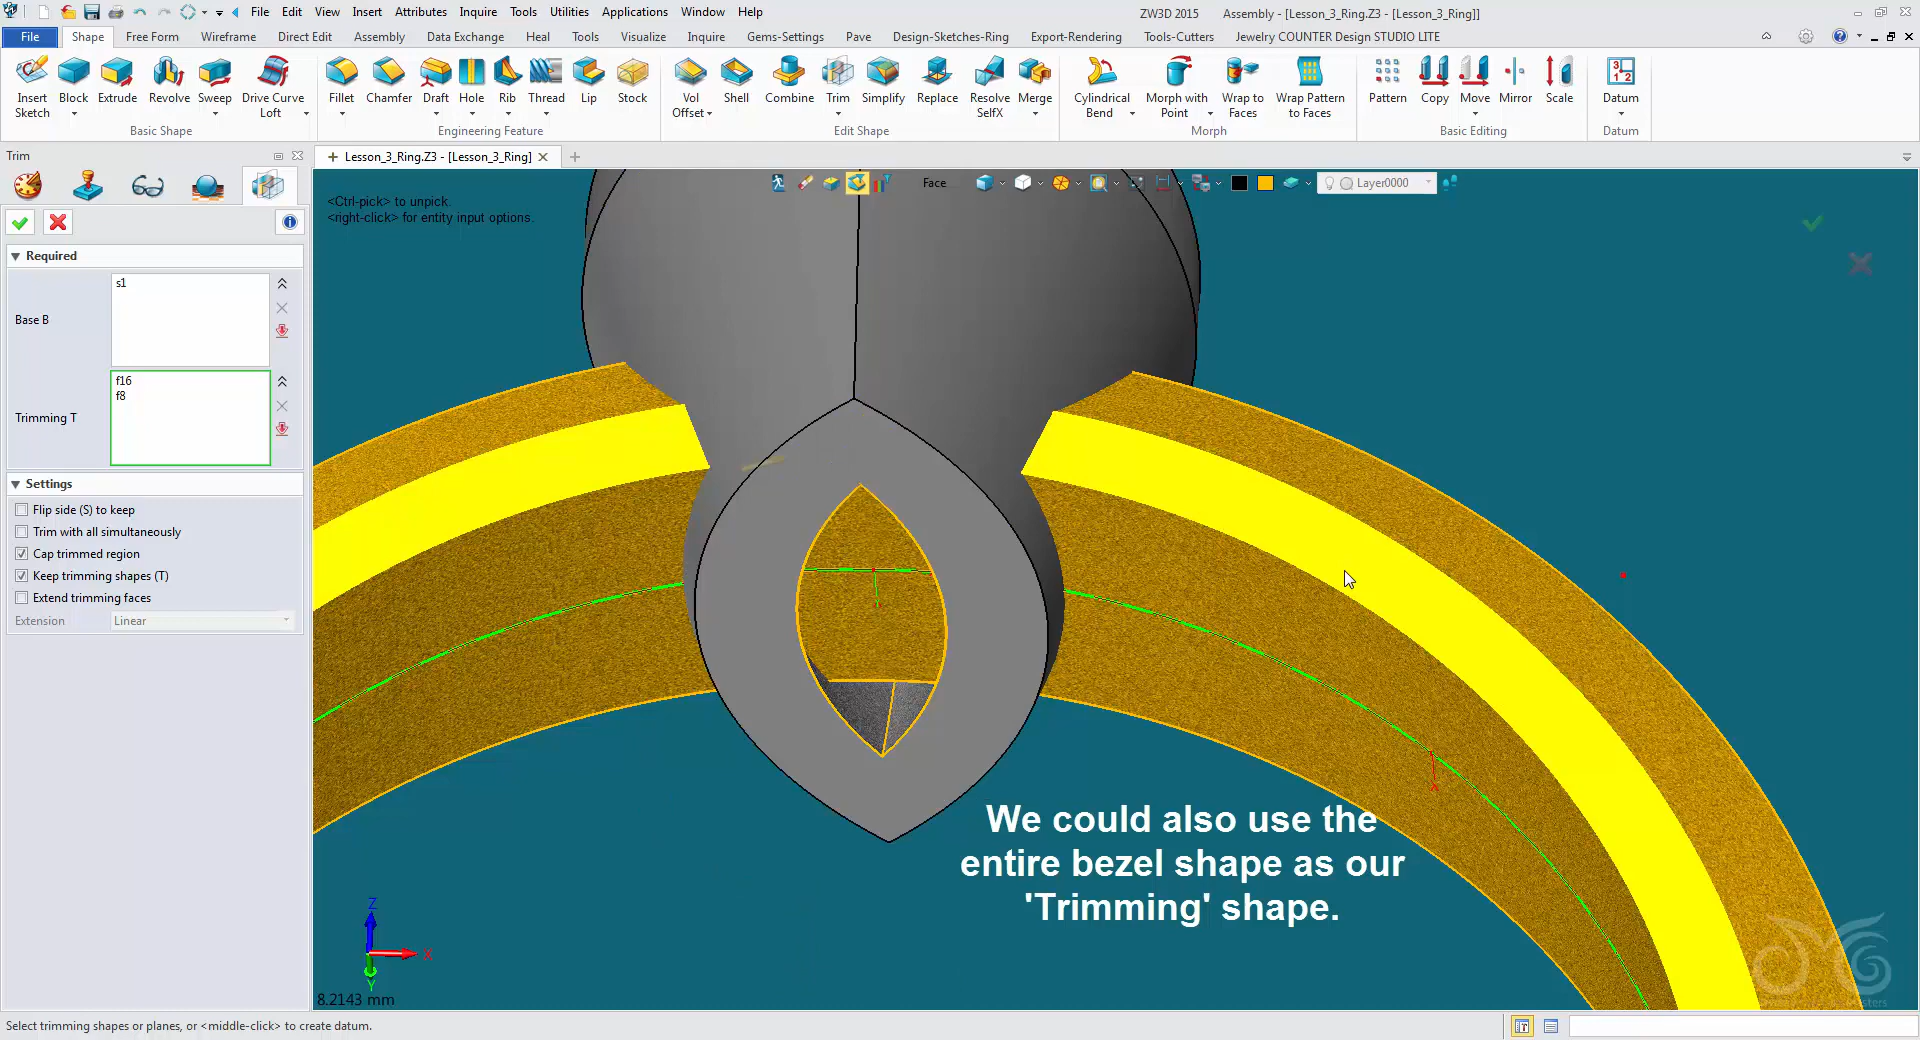 File Edit View Insert Attributes Inquire Tools Utilities Applications Window Help
ZW3D 2015 Assembly - [Lesson_3_Ring.Z3 - [Lesson_3_Ring]]
File Shape Free Form Wireframe Direct Edit Assembly Data Exchange Heal Tools Visualize Inquire Gems-Settings Pave Design-Sketches-Ring Export-Rendering Tools-Cutters Jewelry COUNTER Design STUDIO LITE
Insert Sketch Block Extrude Revolve Sweep Drive Curve Loft Fillet Chamfer Draft Hole Rib Thread Lip Stock Vol Offset Shell Combine Trim Simplify Replace Resolve SelfX Merge Cylindrical Bend Morph with Point Wrap to Faces Wrap Pattern to Faces Pattern Copy Move Mirror Scale Datum
Basic Shape Engineering Feature Edit Shape Morph Basic Editing Datum
Trim
Lesson_3_Ring.Z3 - [Lesson_3_Ring]
Face
Layer0000
<Ctrl-pick> to unpick.
<right-click> for entity input options.
Required
Base B
s1
Trimming T
f16
f8
Settings
Flip side (S) to keep
Trim with all simultaneously
Cap trimmed region
Keep trimming shapes (T)
Extend trimming faces
Extension Linear
We could also use the
entire bezel shape as our
'Trimming' shape.
Z
X
Y
X
8.2143 mm
Select trimming shapes or planes, or <middle-click> to create datum.